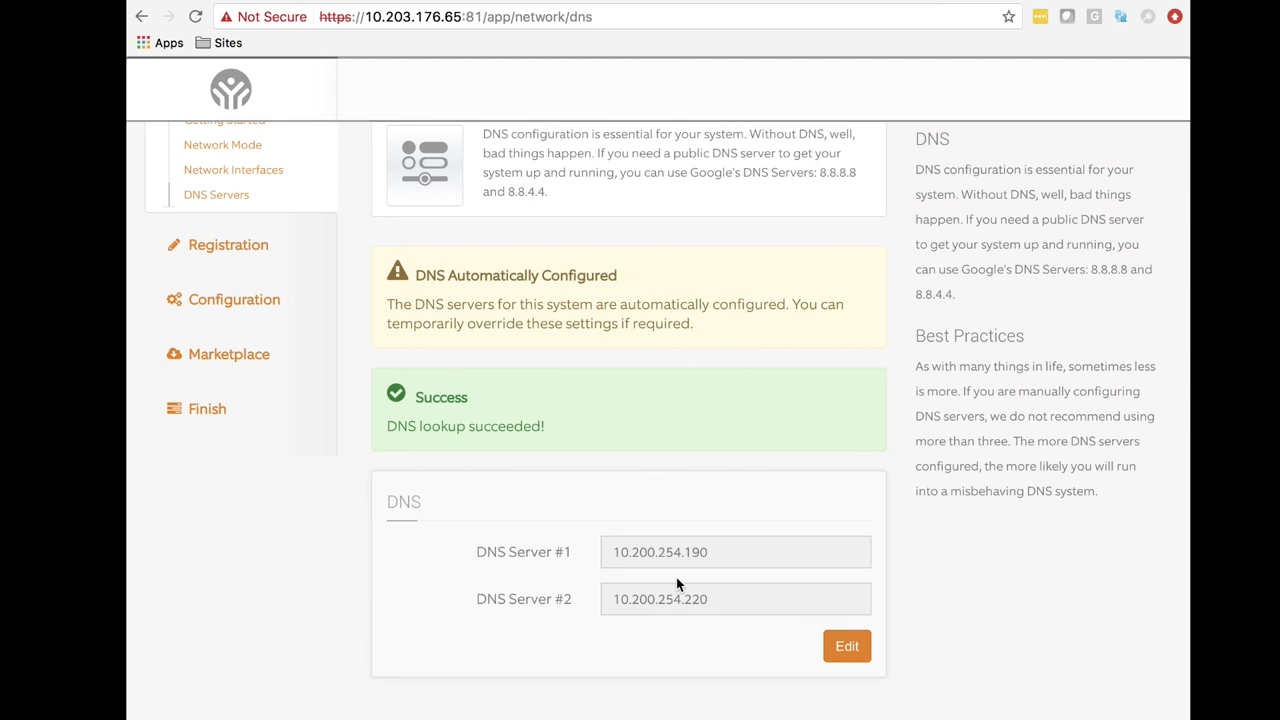 Not Secure https://10.203.176.65:81/app/network/dns
Apps Sites
Getting Started
Network Mode
Network Interfaces
DNS Servers
Registration
Configuration
Marketplace
Finish
DNS configuration is essential for your system. Without DNS, well,
bad things happen. If you need a public DNS server to get your
system up and running, you can use Google's DNS Servers: 8.8.8.8
and 8.8.4.4.
DNS Automatically Configured
The DNS servers for this system are automatically configured. You can
temporarily override these settings if required.
Success
DNS lookup succeeded!
DNS
DNS Server #1 10.200.254.190
DNS Server #2 10.200.254.220
Edit
DNS
DNS configuration is essential for your
system. Without DNS, well, bad things
happen. If you need a public DNS server
to get your system up and running, you
can use Google's DNS Servers: 8.8.8.8 and
8.8.4.4.
Best Practices
As with many things in life, sometimes less
is more. If you are manually configuring
DNS servers, we do not recommend using
more than three. The more DNS servers
configured, the more likely you will run
into a misbehaving DNS system.